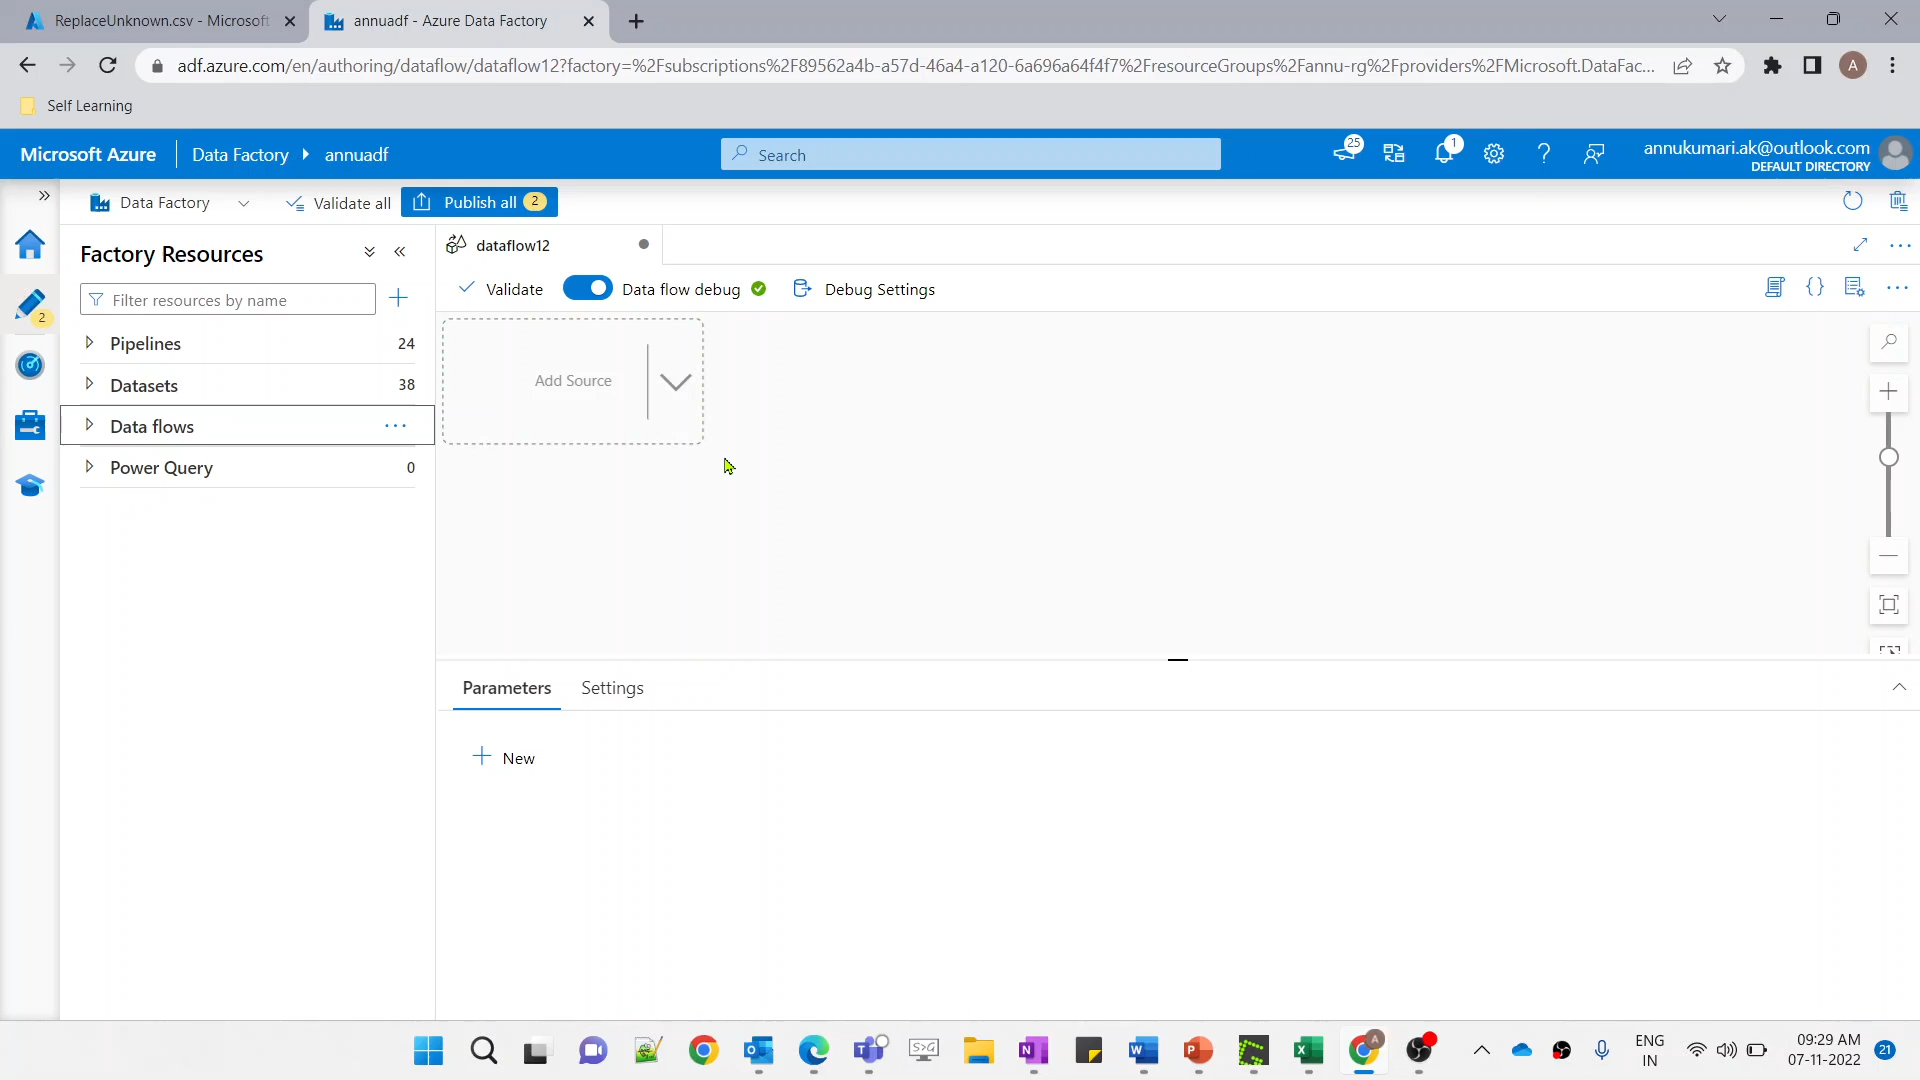 ReplaceUnknown.csv - Microsoft
annuadf - Azure Data Factory
adf.azure.com/en/authoring/dataflow/dataflow12?factory=%2Fsubscriptions%2F89562a4b-a57d-46a4-a120-6a696a64f4f7%2FresourceGroups%2Fannu-rg%2Fproviders%2FMicrosoft.DataFac...
A
Self Learning
Microsoft Azure
Data Factory
annuadf
Search
25
1
annukumari.ak@outlook.com
DEFAULT DIRECTORY
Data Factory
Validate all
Publish all 2
Factory Resources
dataflow12
Filter resources by name
Validate
Data flow debug
Debug Settings
2
Pipelines 24
Datasets 38
Data flows
Power Query 0
Add Source
Parameters
Settings
New
ENG
IN
09:29 AM
07-11-2022
21